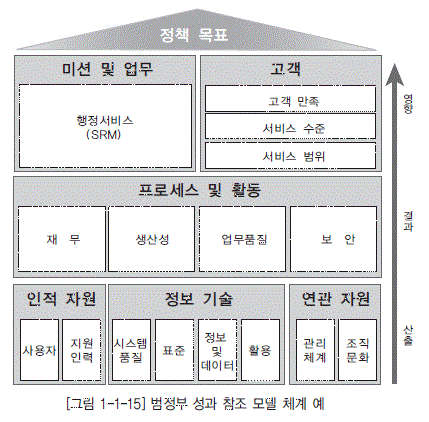 정책 목표
미션 및 업무
고객
행정서비스
(SRM)
고객 만족
서비스 수준
서비스 범위
영향
프로세스 및 활동
재 무
생산성
업무품질
보 안
결과
인적 자원
정보 기술
연관 자원
사용자
지원
인력
시스템
품질
표준
정보
및
데이터
활용
관리
체계
조직
문화
산출
[그림 1-1-15] 범정부 성과 참조 모델 체계 예